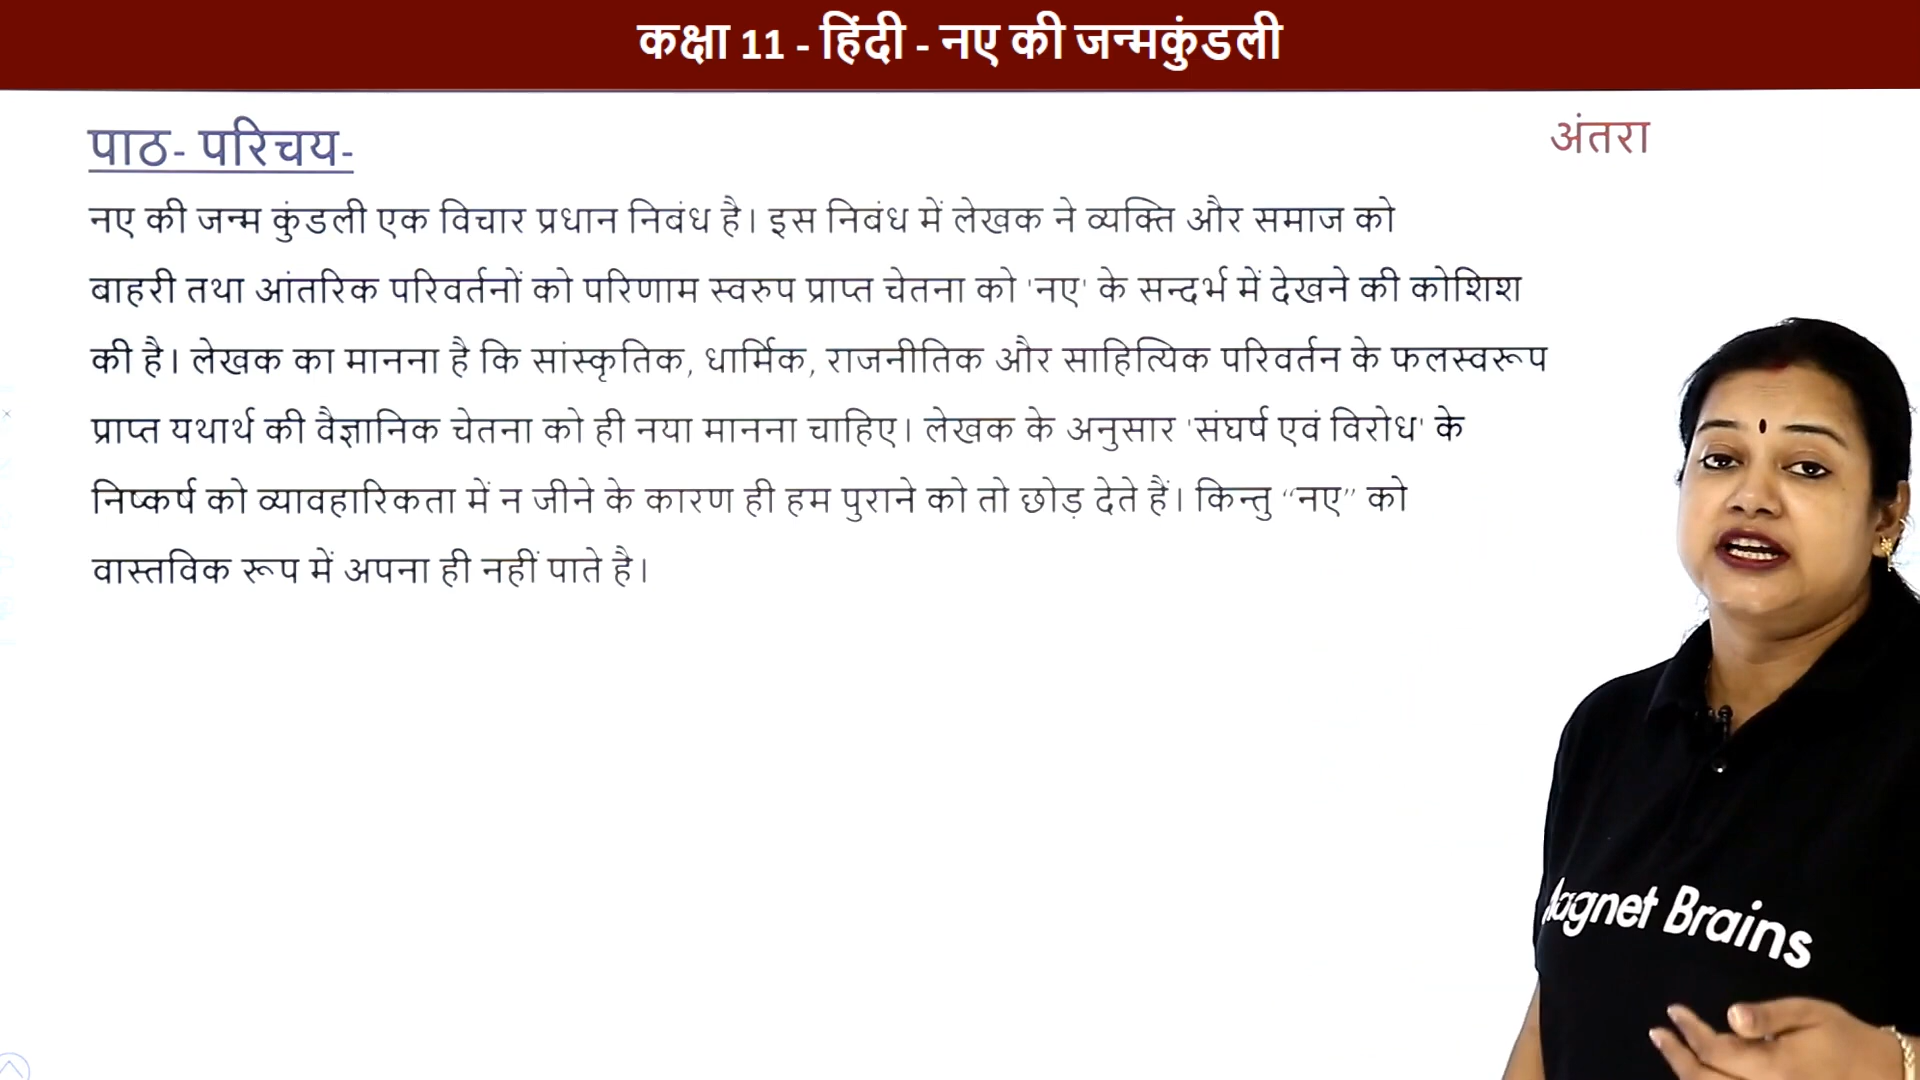 कक्षा 11 - हिंदी - नए की जन्मकुंडली
पाठ- परिचय-
अंतरा
नए की जन्म कुंडली एक विचार प्रधान निबंध है। इस निबंध में लेखक ने व्यक्ति और समाज को
बाहरी तथा आंतरिक परिवर्तनों को परिणाम स्वरुप प्राप्त चेतना को 'नए' के सन्दर्भ में देखने की कोशिश
की है। लेखक का मानना है कि सांस्कृतिक, धार्मिक, राजनीतिक और साहित्यिक परिवर्तन के फलस्वरूप
प्राप्त यथार्थ की वैज्ञानिक चेतना को ही नया मानना चाहिए। लेखक के अनुसार 'संघर्ष एवं विरोध' के
निष्कर्ष को व्यावहारिकता में न जीने के कारण ही हम पुराने को तो छोड़ देते हैं। किन्तु “नए” को
वास्तविक रूप में अपना ही नहीं पाते है।
Magnet Brains